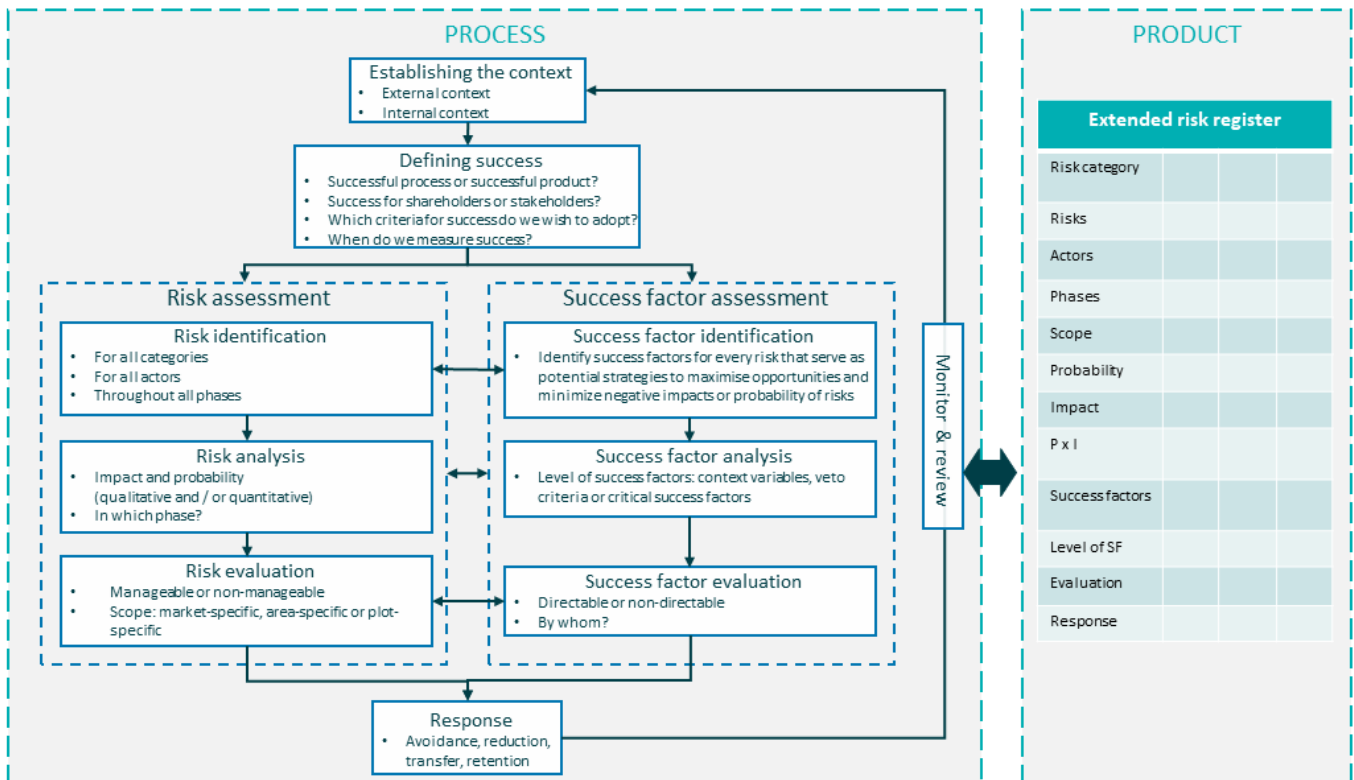 PROCESS
Establishing the context
• External context
• Internal context
Defining success
• Successful process or successful product?
• Success for shareholders or stakeholders?
• Which criteria for success do we wish to adopt?
• When do we measure success?
Risk assessment
Risk identification
• For all categories
• For all actors
• Throughout all phases
Risk analysis
• Impact and probability
(qualitative and / or quantitative)
• In which phase?
Risk evaluation
• Manageable or non-manageable
• Scope: market-specific, area-specific or plot-
specific
Success factor assessment
Success factor identification
• Identify success factors for every risk that serve as
potential strategies to maximise opportunities and
minimize negative impacts or probability of risks
Success factor analysis
• Level of success factors: context variables, veto
criteria or critical success factors
Success factor evaluation
• Directable or non-directable
• By whom?
Response
• Avoidance, reduction,
transfer, retention
Monitor & review
PRODUCT
Extended risk register
Risk category
Risks
Actors
Phases
Scope
Probability
Impact
P x I
Success factors
Level of SF
Evaluation
Response